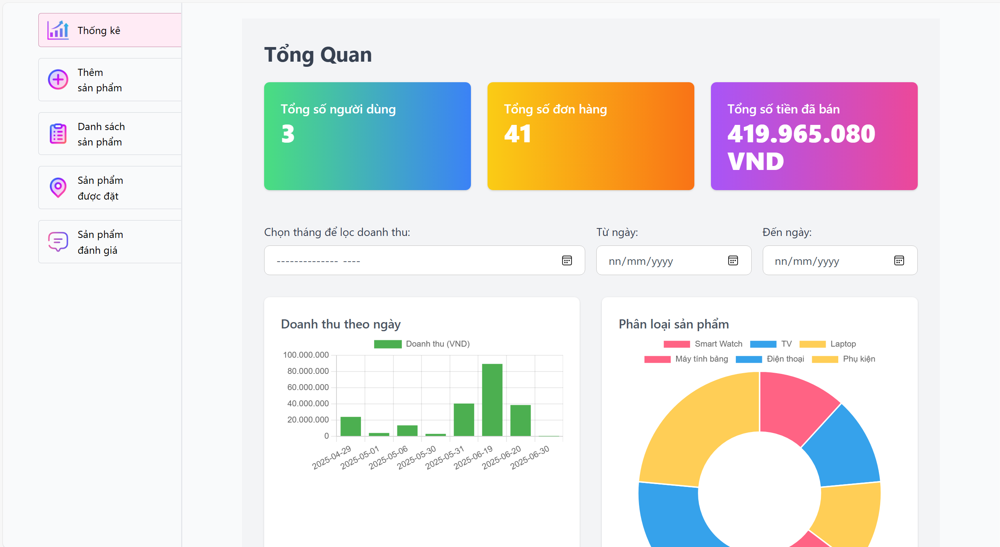 Thống kê
Thêm
sản phẩm
Danh sách
sản phẩm
Sản phẩm
được đặt
Sản phẩm
đánh giá
Tổng Quan
Tổng số người dùng
3
Tổng số đơn hàng
41
Tổng số tiền đã bán
419.965.080
VND
Chọn tháng để lọc doanh thu:
-------------- ----
Từ ngày:
nn/mm/yyyy
Đến ngày:
nn/mm/yyyy
Doanh thu theo ngày
Doanh thu (VND)
100.000.000
80.000.000
60.000.000
40.000.000
20.000.000
0
2025-04-29
2025-05-01
2025-05-06
2025-05-30
2025-05-31
2025-06-19
2025-06-20
2025-06-30
Phân loại sản phẩm
Smart Watch TV Laptop
Máy tính bảng Điện thoại Phụ kiện